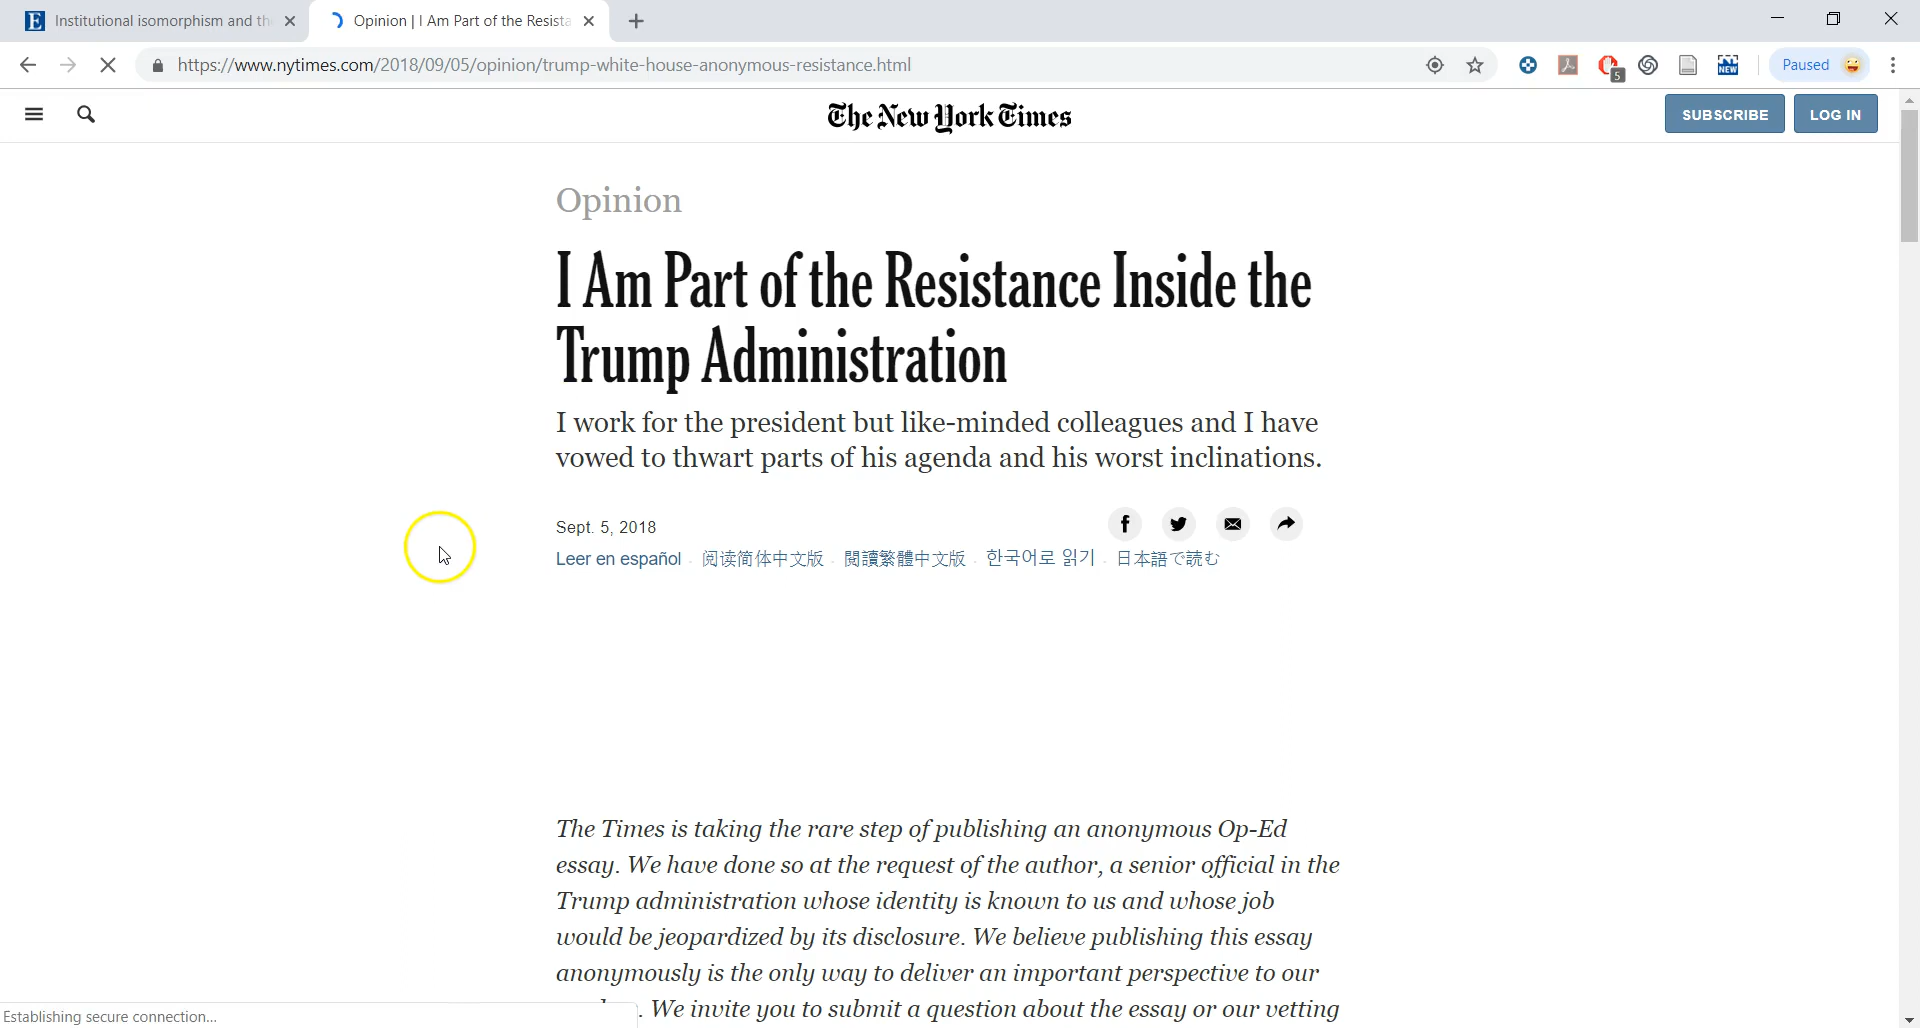 Institutional isomorphism and th
Opinion | I Am Part of the Resista
https://www.nytimes.com/2018/09/05/opinion/trump-white-house-anonymous-resistance.html
5
NEW
Paused
The New York Times
SUBSCRIBE
LOG IN
Opinion
I Am Part of the Resistance Inside the
Trump Administration
I work for the president but like-minded colleagues and I have
vowed to thwart parts of his agenda and his worst inclinations.
Sept. 5, 2018
Leer en español 阅读简体中文版 閱讀繁體中文版 한국어로 읽기 日本語で読む
The Times is taking the rare step of publishing an anonymous Op-Ed
essay. We have done so at the request of the author, a senior official in the
Trump administration whose identity is known to us and whose job
would be jeopardized by its disclosure. We believe publishing this essay
anonymously is the only way to deliver an important perspective to our
. We invite you to submit a question about the essay or our vetting
Establishing secure connection...